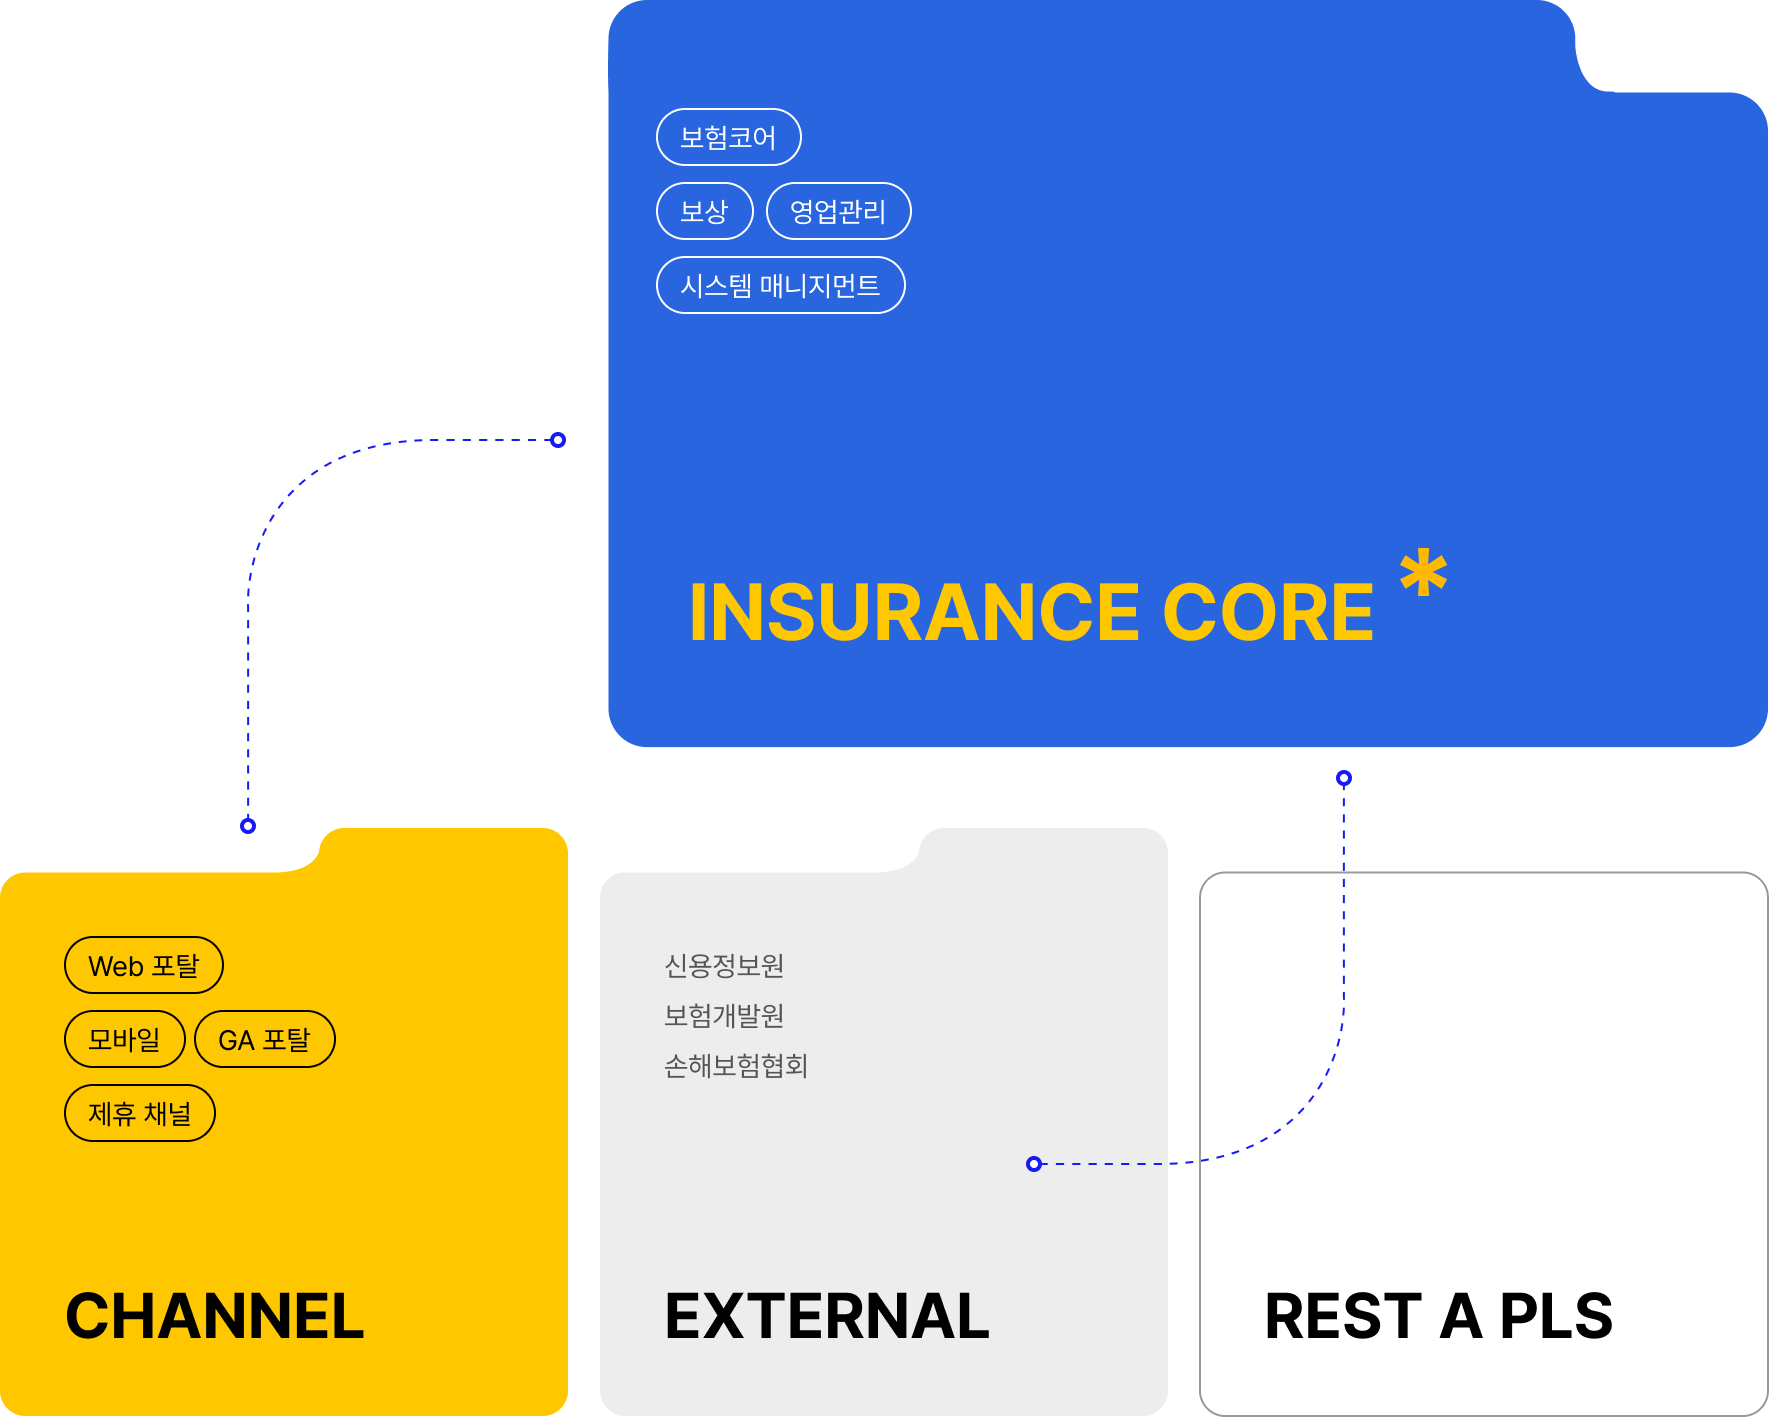 보험코어
보상 영업관리
시스템 매니지먼트
INSURANCE CORE *
Web 포탈
모바일 GA 포탈
제휴 채널
CHANNEL
신용정보원
보험개발원
손해보험협회
EXTERNAL
REST A PLS